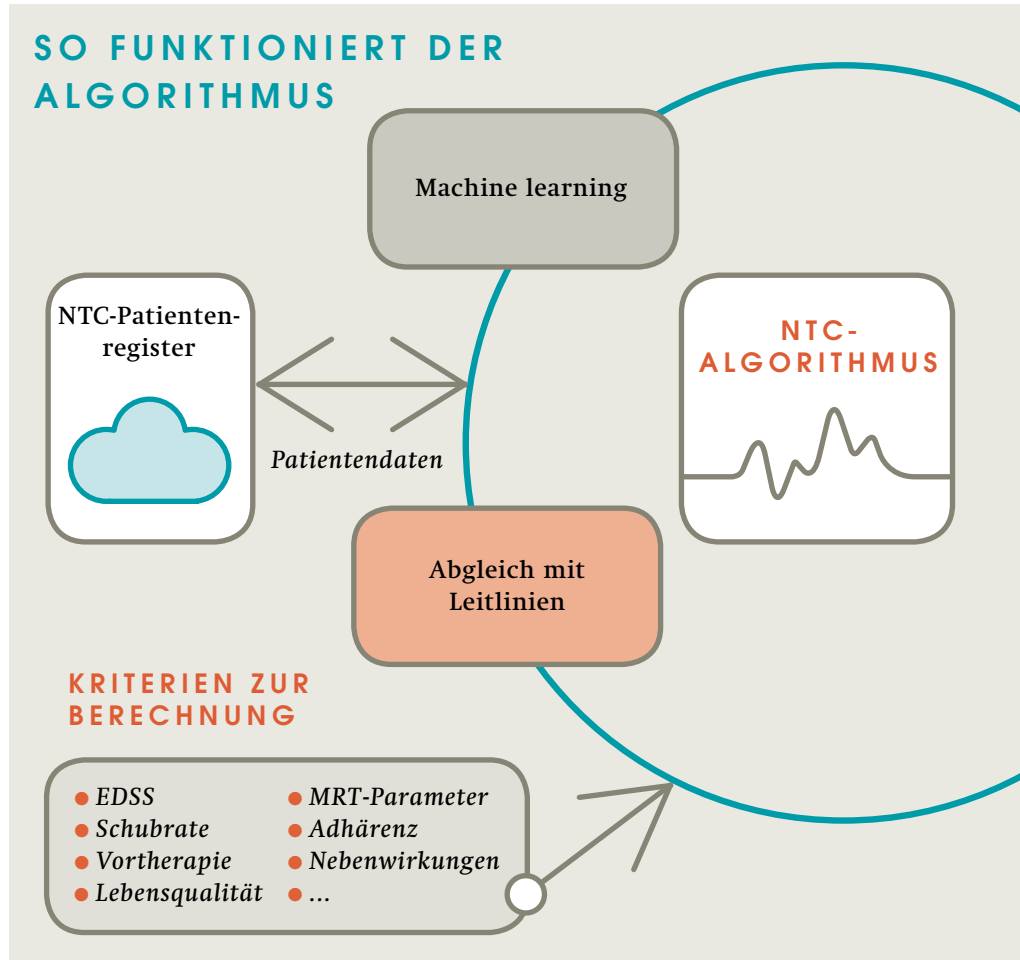 SO FUNKTIONIERT DER
ALGORITHMUS
Machine learning
NTC-Patienten-
register
Patientendaten
NTC-
ALGORITHMUS
Abgleich mit
Leitlinien
KRITERIEN ZUR
BERECHNUNG
EDSS
Schubrate
Vortherapie
Lebensqualität
MRT-Parameter
Adhärenz
Nebenwirkungen
...